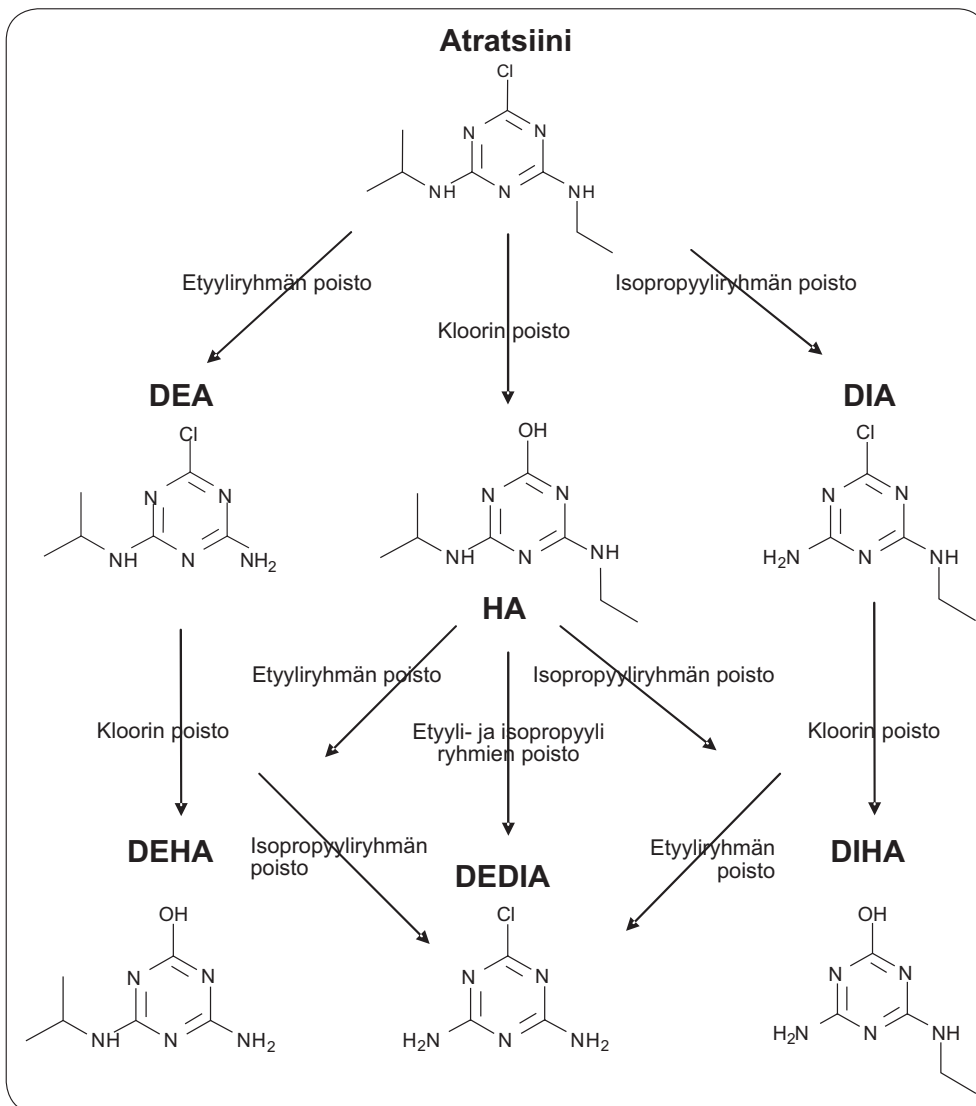 Atratsiini
Cl
N
N
NH
N
NH
Etyyliryhmän poisto
Isopropyyliryhmän poisto
Kloorin poisto
DEA
DIA
Cl
OH
Cl
N
N
NH
N
NH2
N
N
NH
N
NH
N
N
H2N
N
NH
HA
Etyyliryhmän poisto
Isopropyyliryhmän poisto
Kloorin poisto
Etyyli- ja isopropyyli
ryhmien poisto
Kloorin poisto
DEHA
Isopropyyliryhmän
poisto
DEDIA
Etyyliryhmän
poisto
DIHA
OH
Cl
OH
N
N
NH
N
NH2
N
N
H2N
N
NH2
N
N
H2N
N
NH